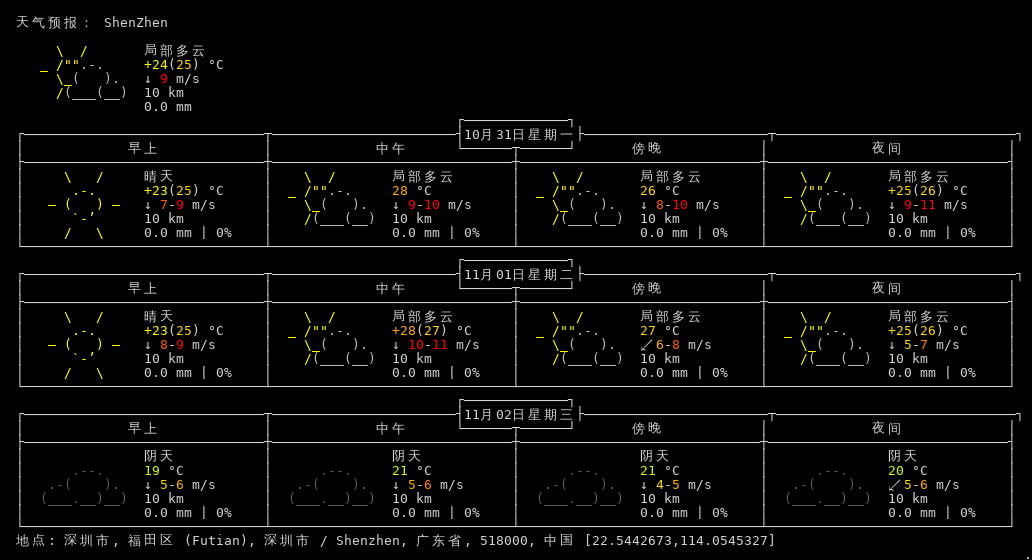 天气预报： ShenZhen
局部多云
+24(25) °C
↓ 9 m/s
10 km
0.0 mm
10月31日星期一
早上 中午 傍晚 夜间
晴天 局部多云 局部多云 局部多云
+23(25) °C 28 °C 26 °C +25(26) °C
↓ 7-9 m/s ↓ 9-10 m/s ↓ 8-10 m/s ↓ 9-11 m/s
10 km 10 km 10 km 10 km
0.0 mm | 0% 0.0 mm | 0% 0.0 mm | 0% 0.0 mm | 0%
11月01日星期二
早上 中午 傍晚 夜间
晴天 局部多云 局部多云 局部多云
+23(25) °C +28(27) °C 27 °C +25(26) °C
↓ 8-9 m/s ↓ 10-11 m/s ↙6-8 m/s ↓ 5-7 m/s
10 km 10 km 10 km 10 km
0.0 mm | 0% 0.0 mm | 0% 0.0 mm | 0% 0.0 mm | 0%
11月02日星期三
早上 中午 傍晚 夜间
阴天 阴天 阴天 阴天
19 °C 21 °C 21 °C 20 °C
↓ 5-6 m/s ↓ 5-6 m/s ↓ 4-5 m/s ↙5-6 m/s
10 km 10 km 10 km 10 km
0.0 mm | 0% 0.0 mm | 0% 0.0 mm | 0% 0.0 mm | 0%
地点: 深圳市, 福田区 (Futian), 深圳市 / Shenzhen, 广东省, 518000, 中国 [22.5442673,114.0545327]